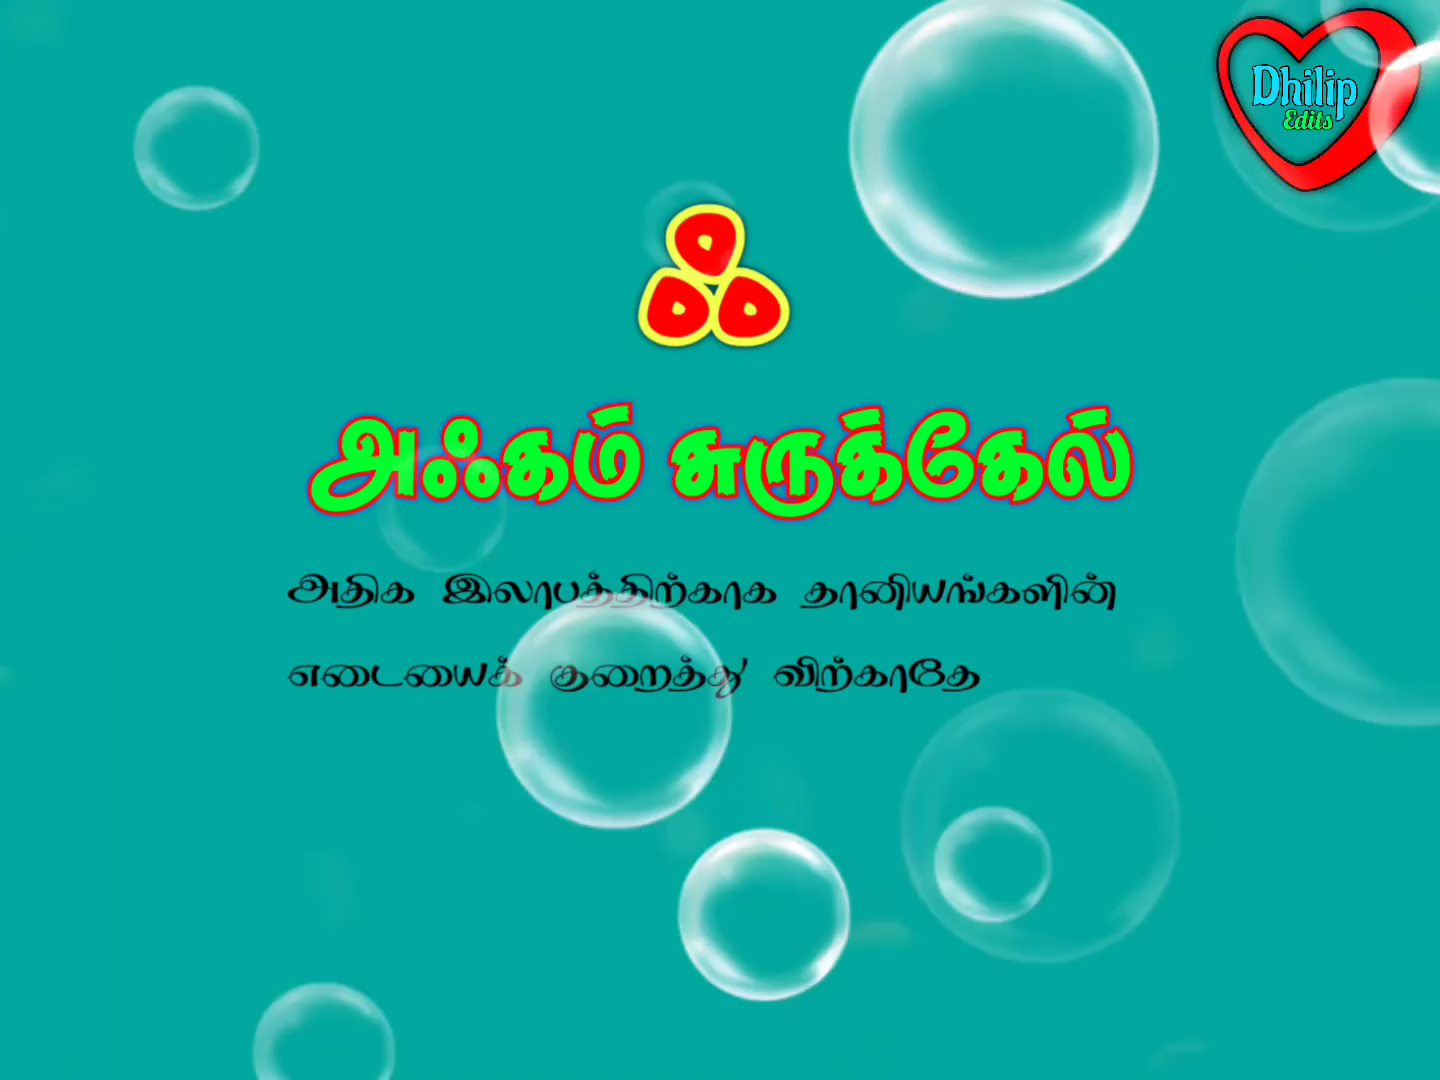 Dhilip
Edits
ஃ
அஃகம் சுருக்கேல்
அதிக இலாபத்திற்காக தானியங்களின்
எடையைக் குறைத்து விற்காதே